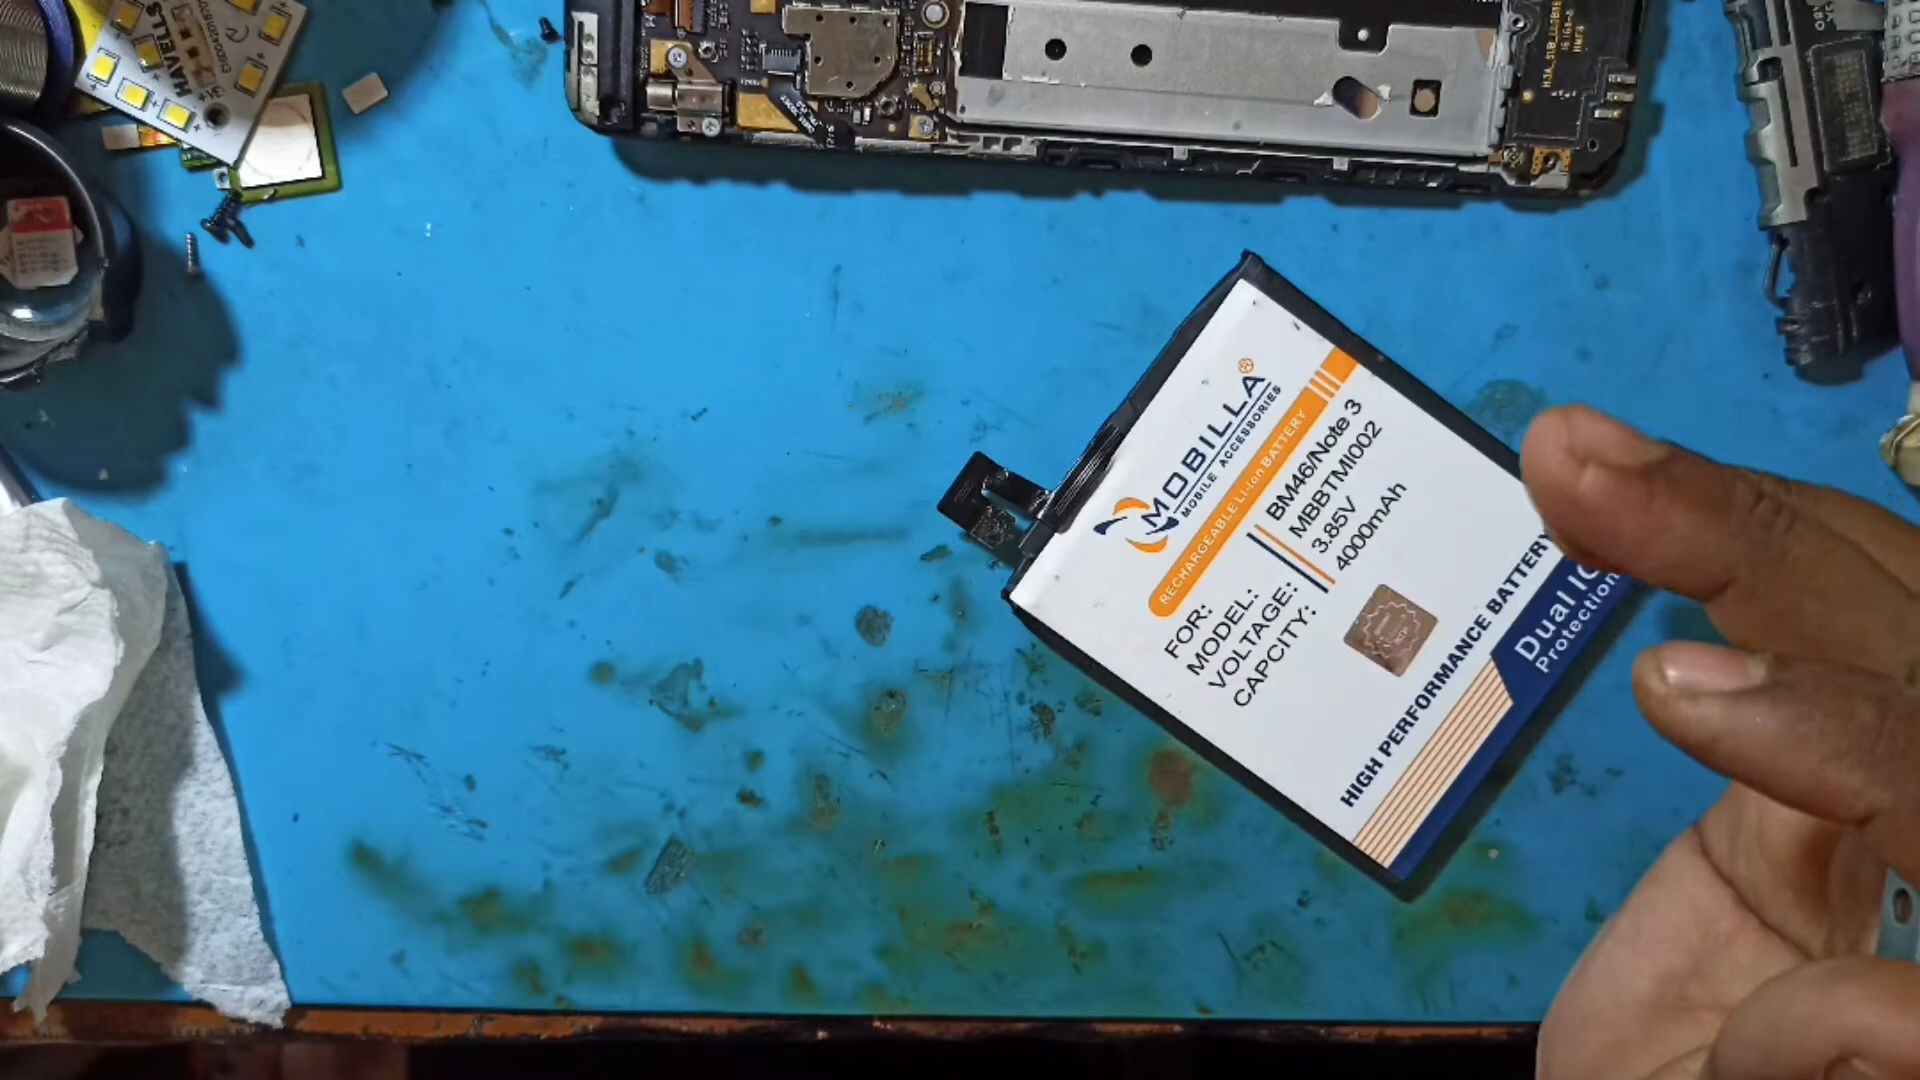 HAVELS
MOBILLA®
MOBILE ACCESSORIES
RECHARGEABLE Li-Ion BATTERY
FOR: BM46/Note 3
MODEL: MBBTMI002
VOLTAGE: 3.85V
CAPCITY: 4000mAh
HIGH PERFORMANCE BATTERY
Dual IC
Protection